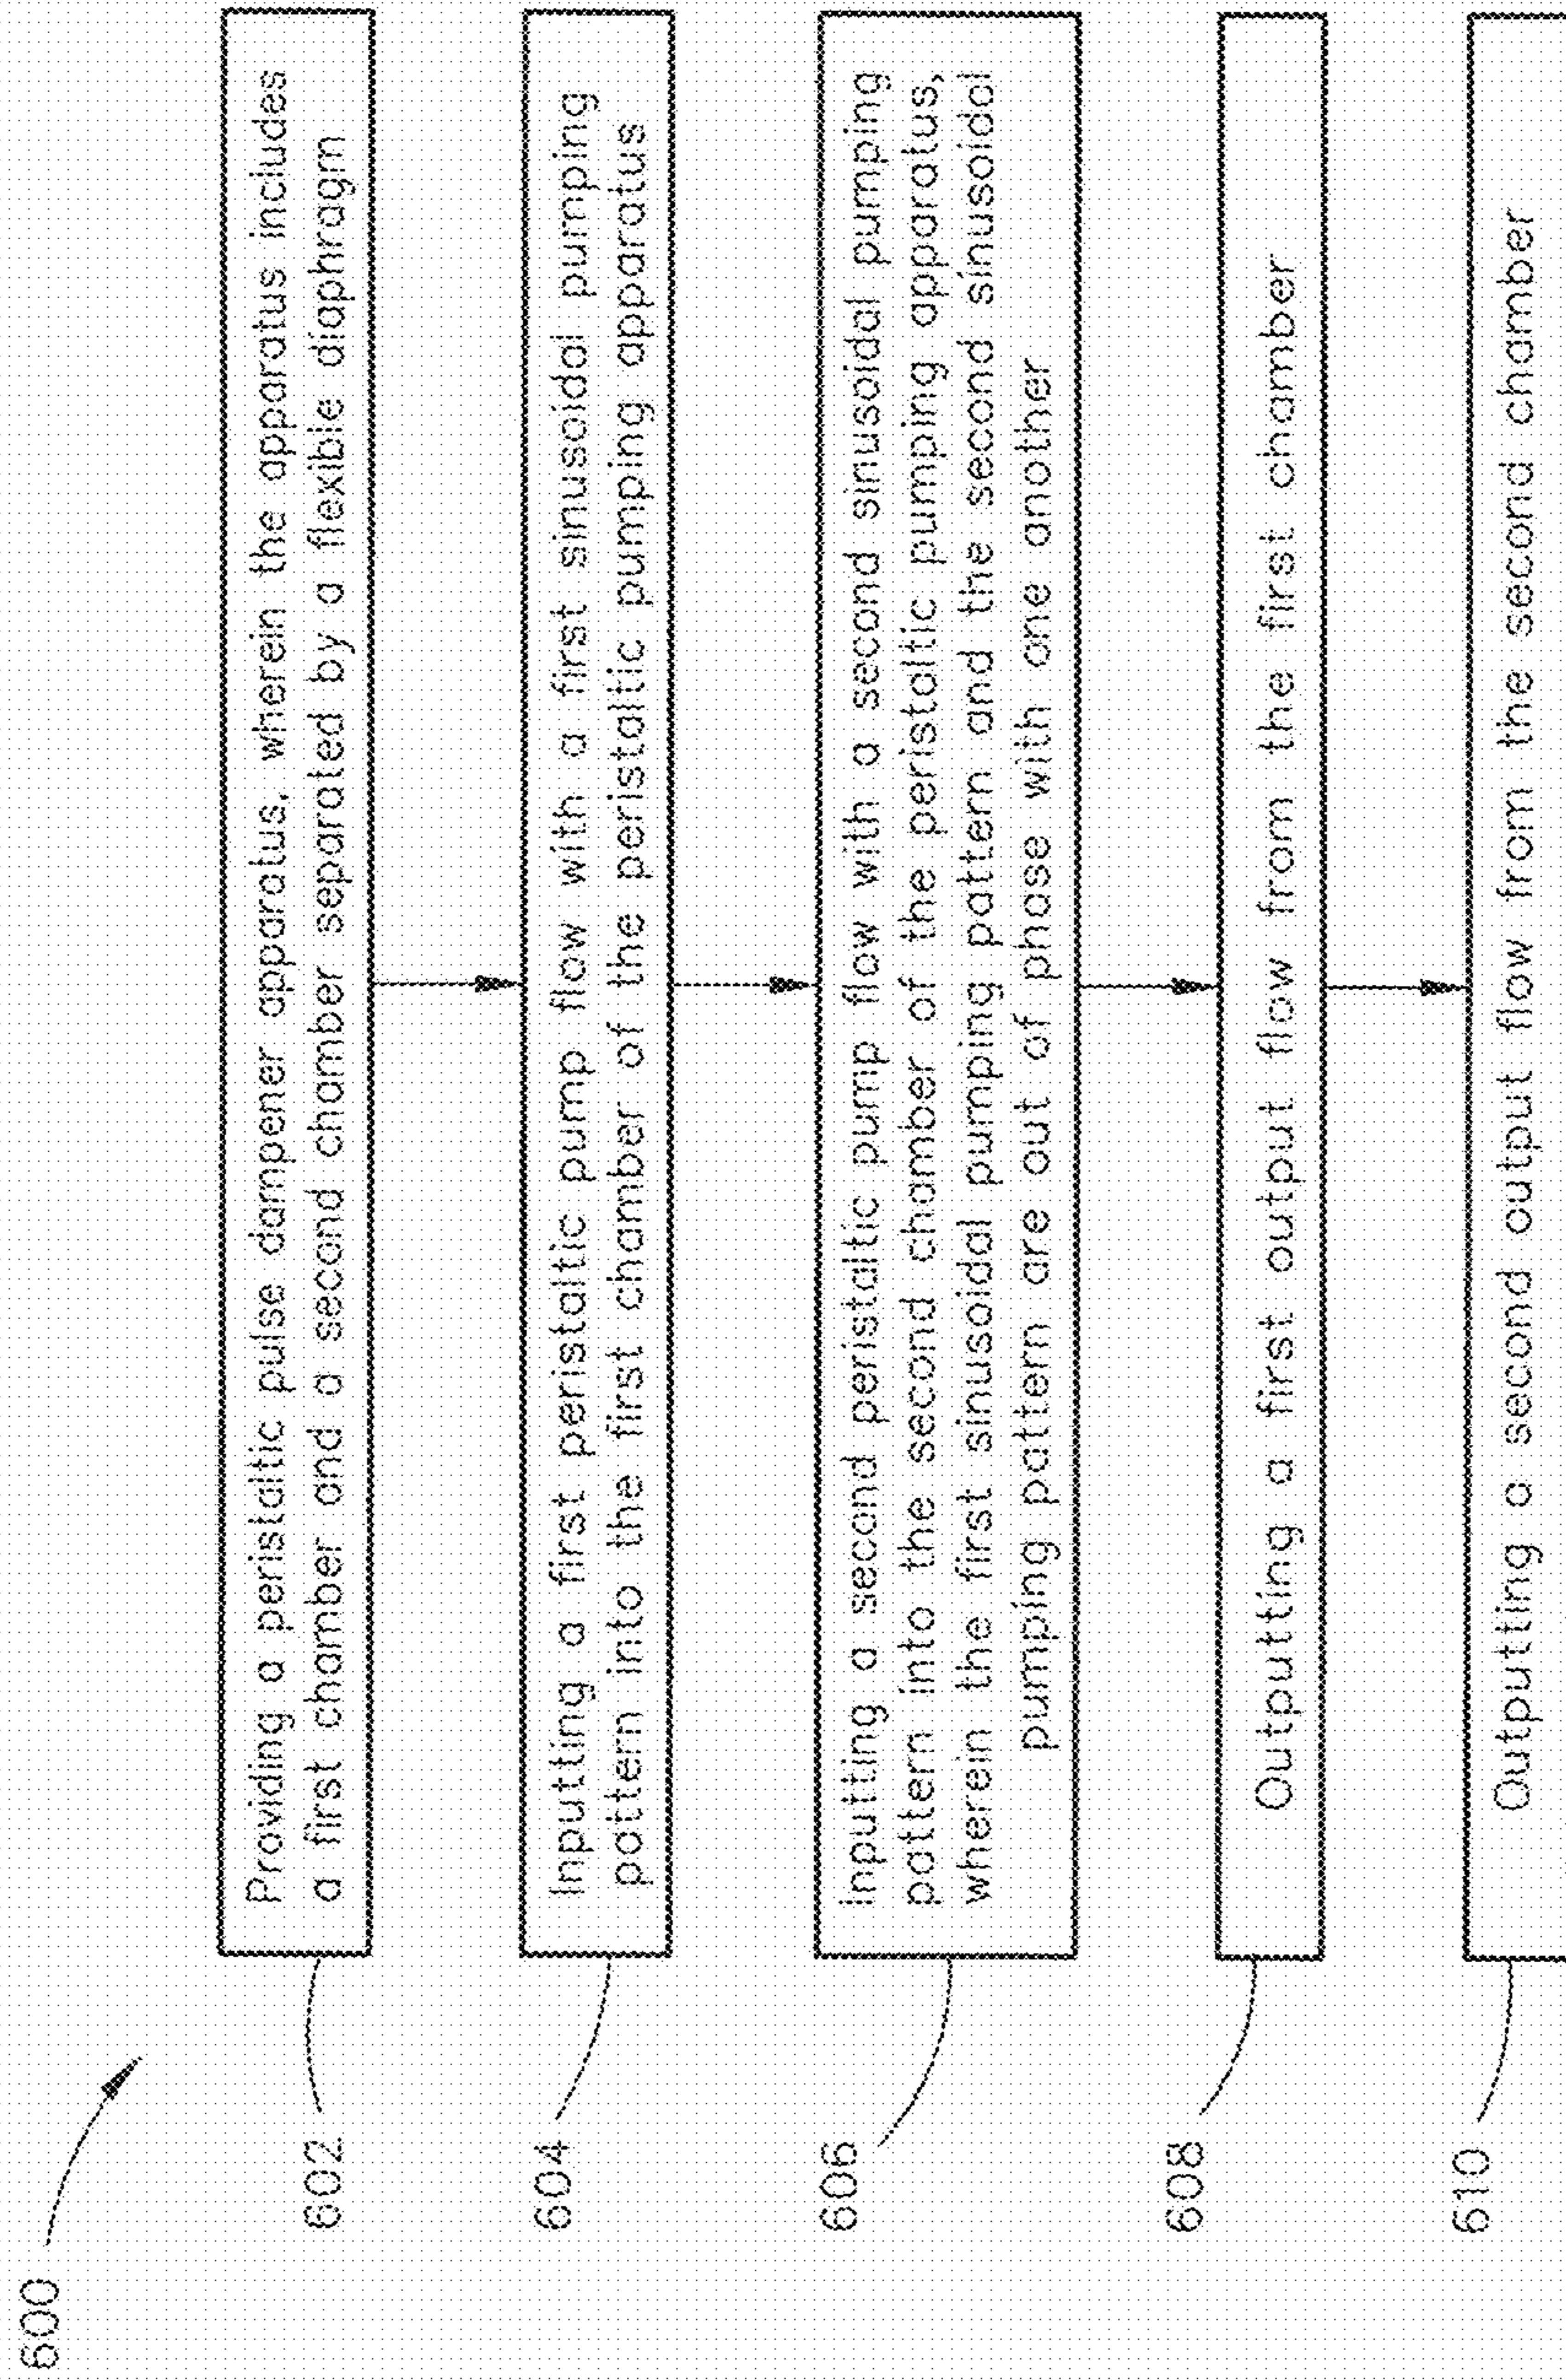 600
602
Providing a peristaltic pulse dampener apparatus, wherein the apparatus includes
a first chamber and a second chamber separated by a flexible diaphragm
604
Inputting a first peristaltic pump flow with a first sinusoidal pumping
pattern into the first chamber of the peristaltic pumping apparatus
606
Inputting a second peristaltic pump flow with a second sinusoidal pumping
pattern into the second chamber of the peristaltic pumping apparatus,
wherein the first sinusoidal pumping pattern and the second sinusoidal
pumping pattern are out of phase with one another
608
Outputting a first output flow from the first chamber
610
Outputting a second output flow from the second chamber